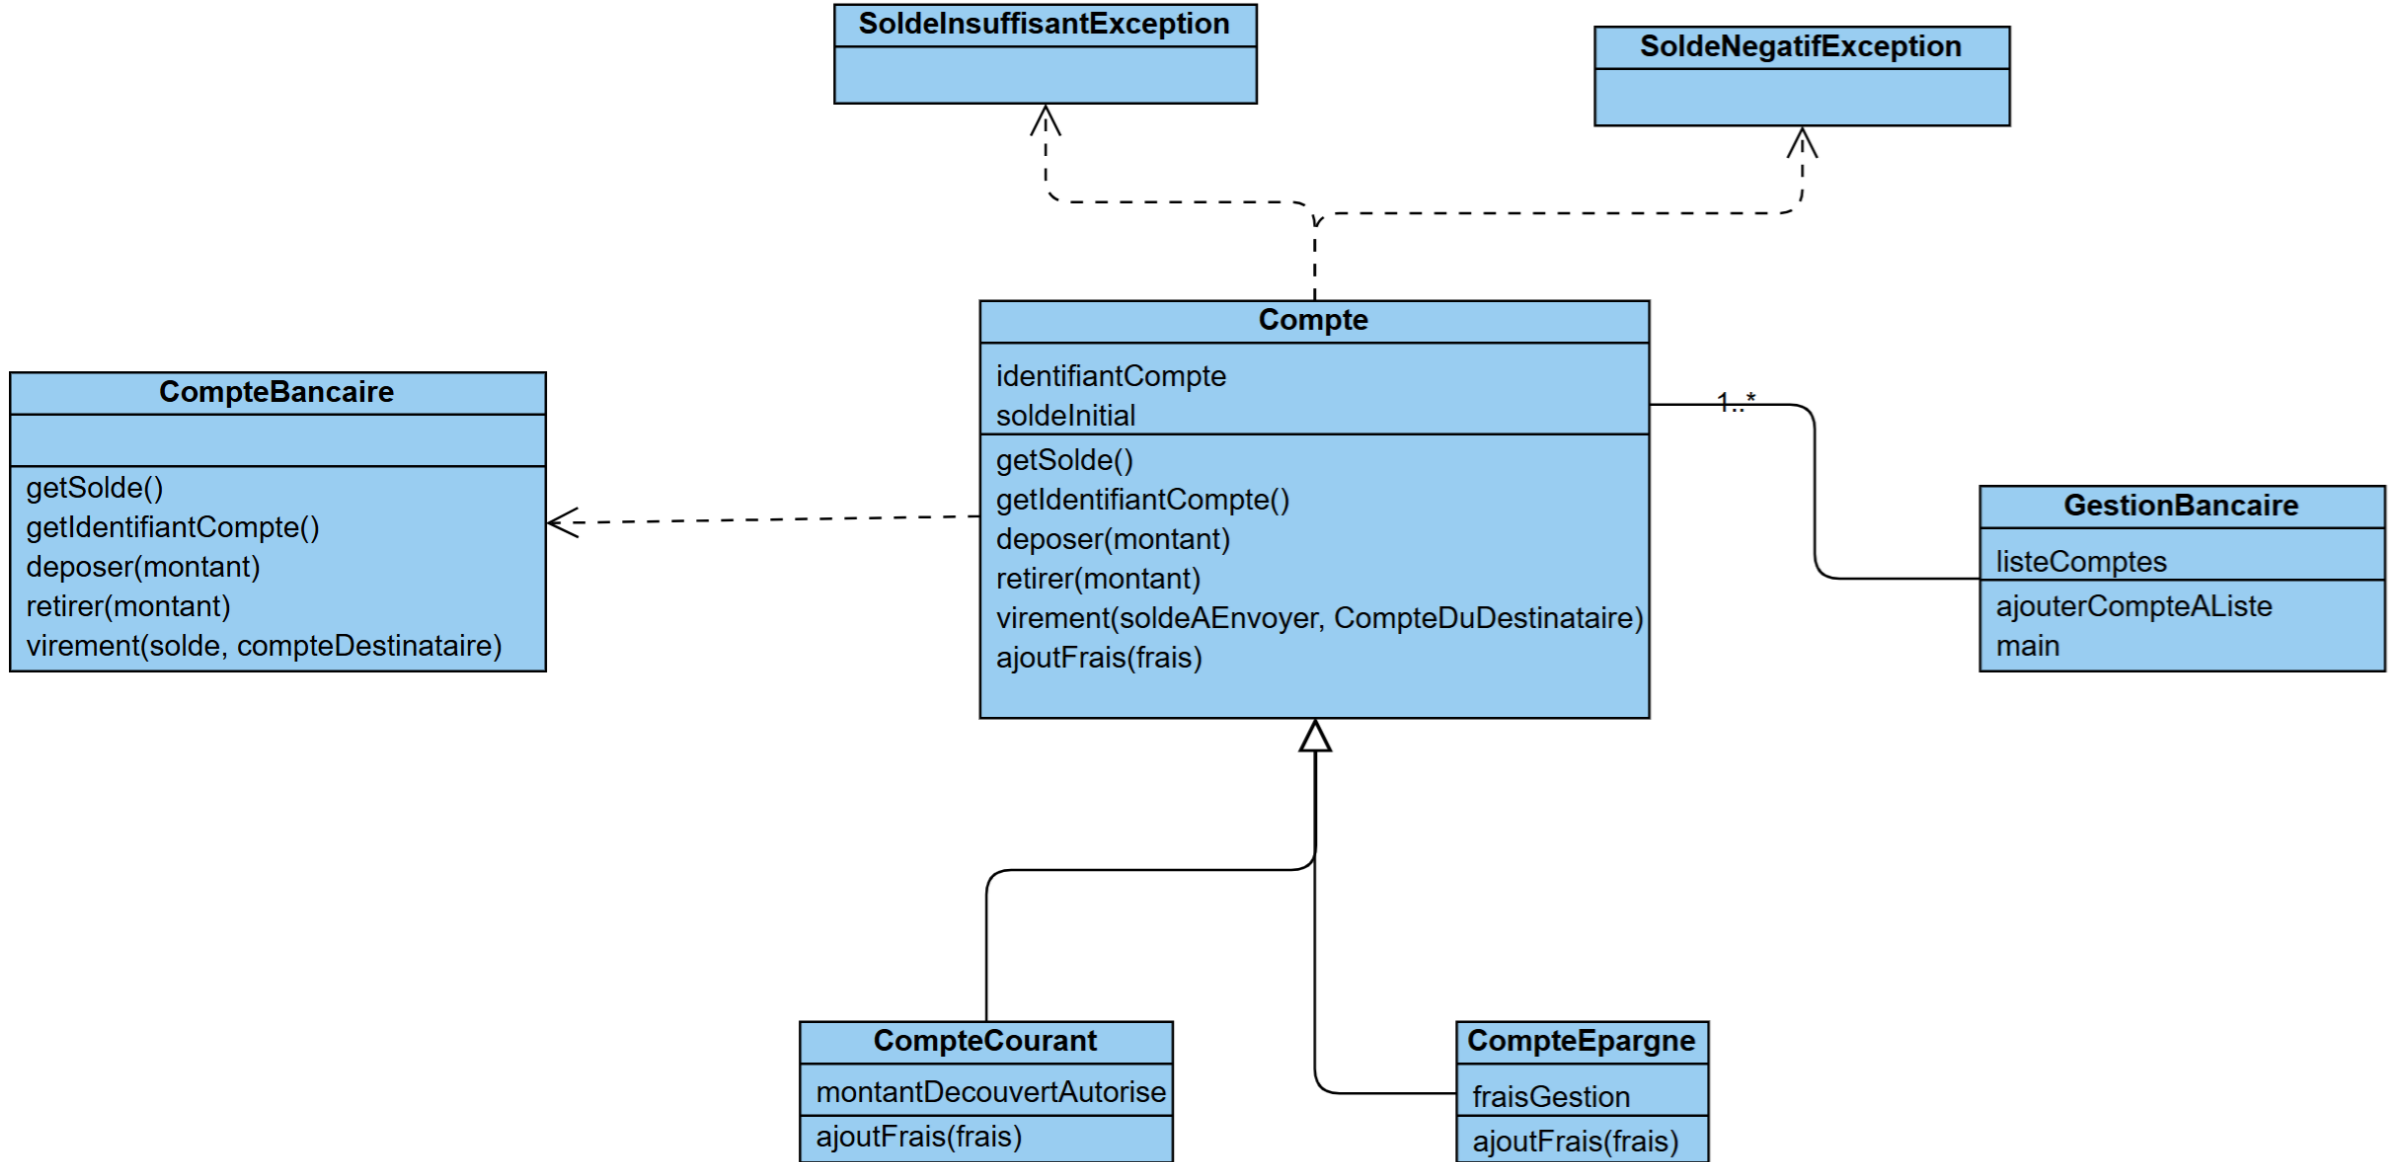 SoldeInsuffisantException
SoldeNegatifException
Compte
identifiantCompte
soldeInitial
getSolde()
getIdentifiantCompte()
deposer(montant)
retirer(montant)
virement(soldeAEnvoyer, CompteDuDestinataire)
ajoutFrais(frais)
CompteBancaire
getSolde()
getIdentifiantCompte()
deposer(montant)
retirer(montant)
virement(solde, compteDestinataire)
1..*
GestionBancaire
listeComptes
ajouterCompteAListe
main
CompteCourant
montantDecouvertAutorise
ajoutFrais(frais)
CompteEpargne
fraisGestion
ajoutFrais(frais)